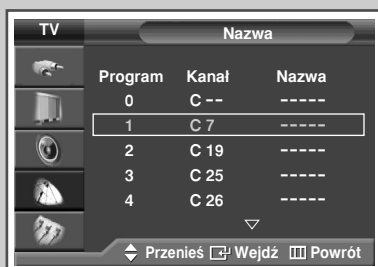 TV Nazwa
Program Kanał Nazwa
0 C -- -----
1 C 7 -----
2 C 19 -----
3 C 25 -----
4 C 26 -----
Przenieś Wejdź Powrót